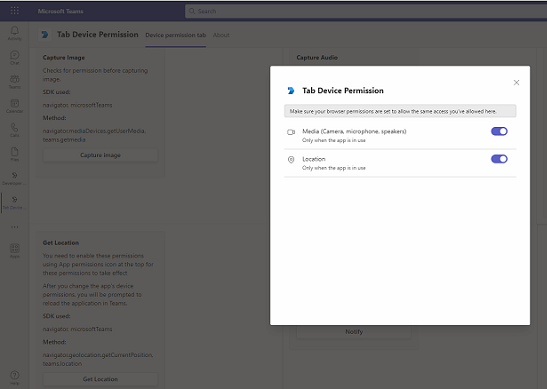 Microsoft Teams
Search
Tab Device Permission
Device permission tab
About
Activity
Chat
Teams
Calendar
Calls
Files
Developer...
Help
Capture Image
Checks for permission before capturing
image.
SDK used:
navigator, microsoftTeams
Method:
navigator.mediaDevices.getUserMedia,
teams.getmedia
Capture Image
Get Location
You need to enable these permissions
using App permissions icon at the top for
these permissions to take effect
After you change the app's device
permissions, you will be prompted to
reload the application in Teams.
SDK used:
navigator, microsoftTeams
Method:
navigator.geolocation.getCurrentPosition,
teams.location
Get Location
Capture Audio
Notify
Tab Device Permission
Make sure your browser permissions are set to allow the same access you've allowed here.
Media (Camera, microphone, speakers)
Only when the app is in use
Location
Only when the app is in use